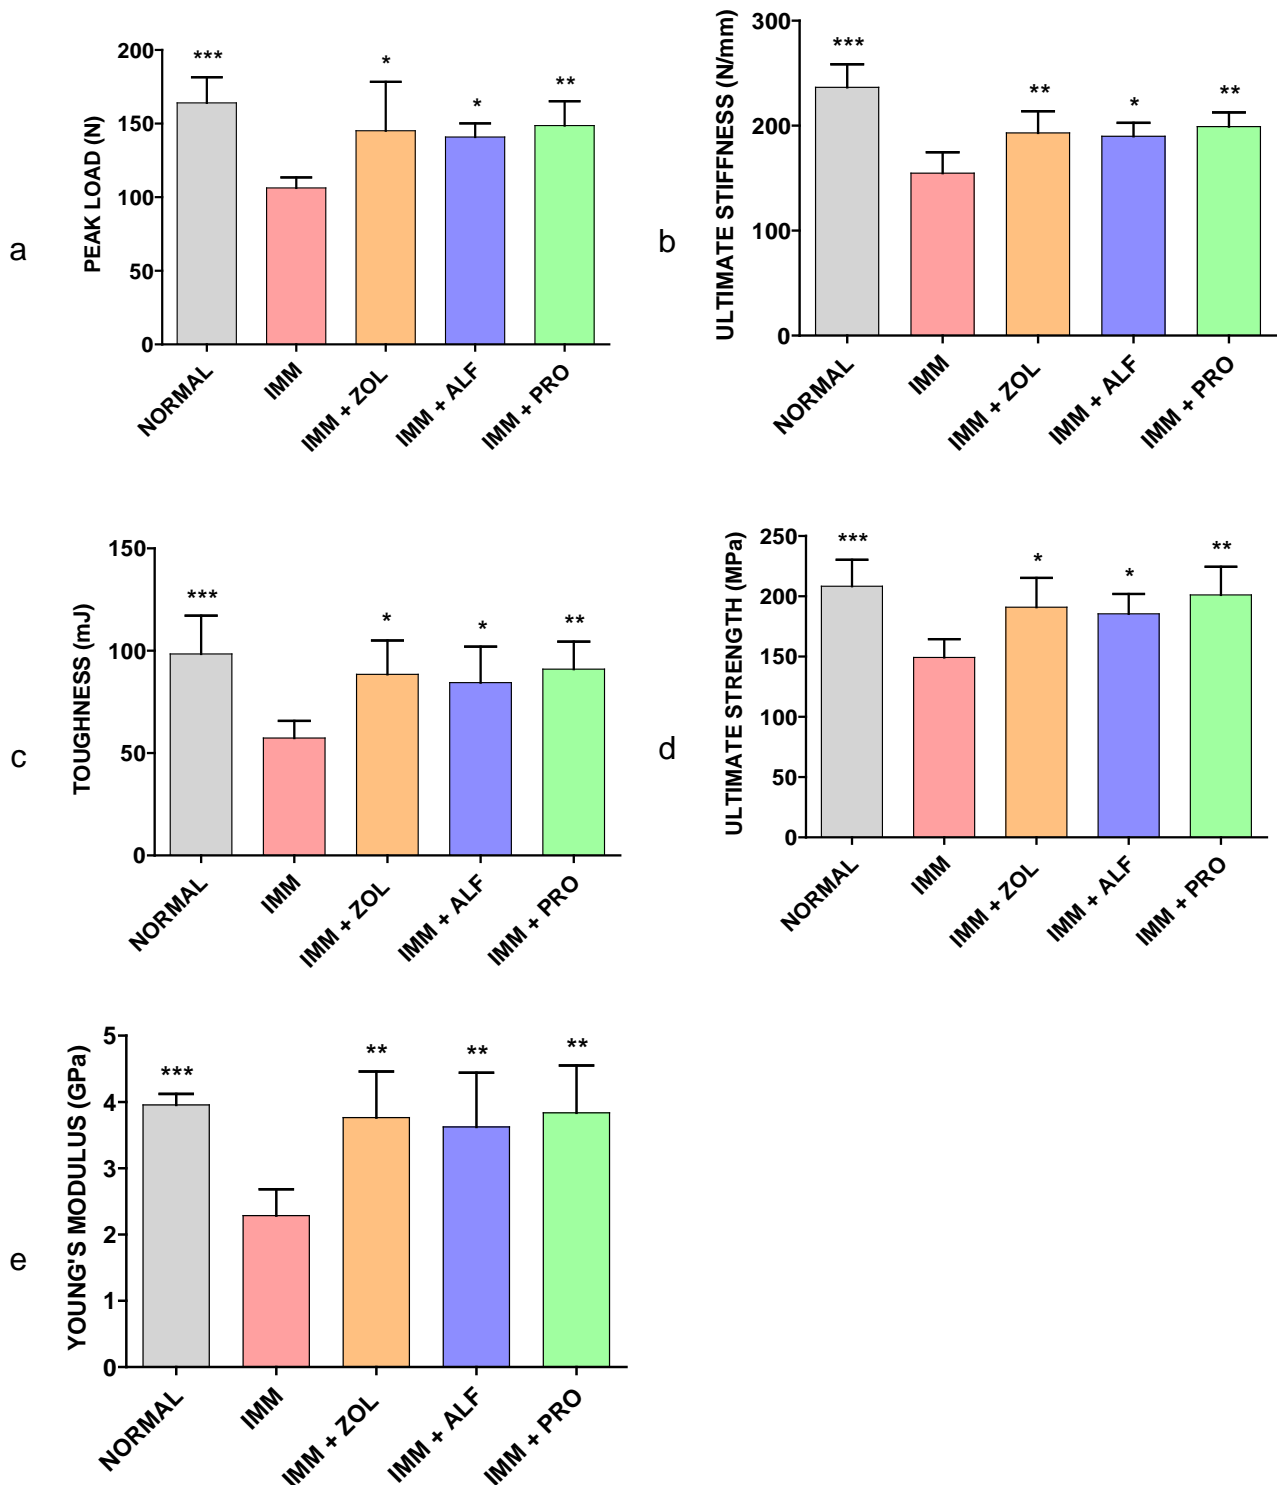 a
PEAK LOAD (N)
200
150
100
50
0
***
*
*
**
NORMAL
IMM
IMM + ZOL
IMM + ALF
IMM + PRO
b
ULTIMATE STIFFNESS (N/mm)
300
200
100
0
***
**
*
**
NORMAL
IMM
IMM + ZOL
IMM + ALF
IMM + PRO
c
TOUGHNESS (mJ)
150
100
50
0
***
*
*
**
NORMAL
IMM
IMM + ZOL
IMM + ALF
IMM + PRO
d
ULTIMATE STRENGTH (MPa)
250
200
150
100
50
0
***
*
*
**
NORMAL
IMM
IMM + ZOL
IMM + ALF
IMM + PRO
e
YOUNG'S MODULUS (GPa)
5
4
3
2
1
0
***
**
**
**
NORMAL
IMM
IMM + ZOL
IMM + ALF
IMM + PRO